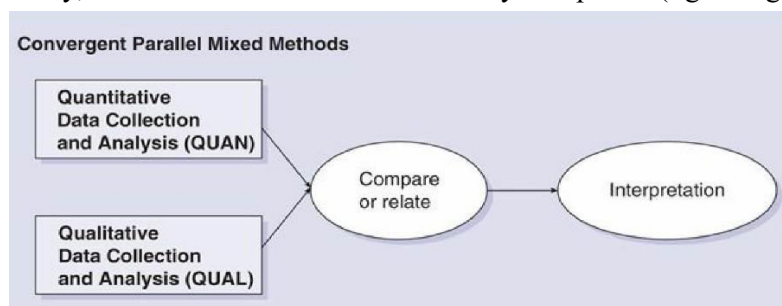 Convergent Parallel Mixed Methods
Quantitative
Data Collection
and Analysis (QUAN)
Compare
or relate
Interpretation
Qualitative
Data Collection
and Analysis (QUAL)